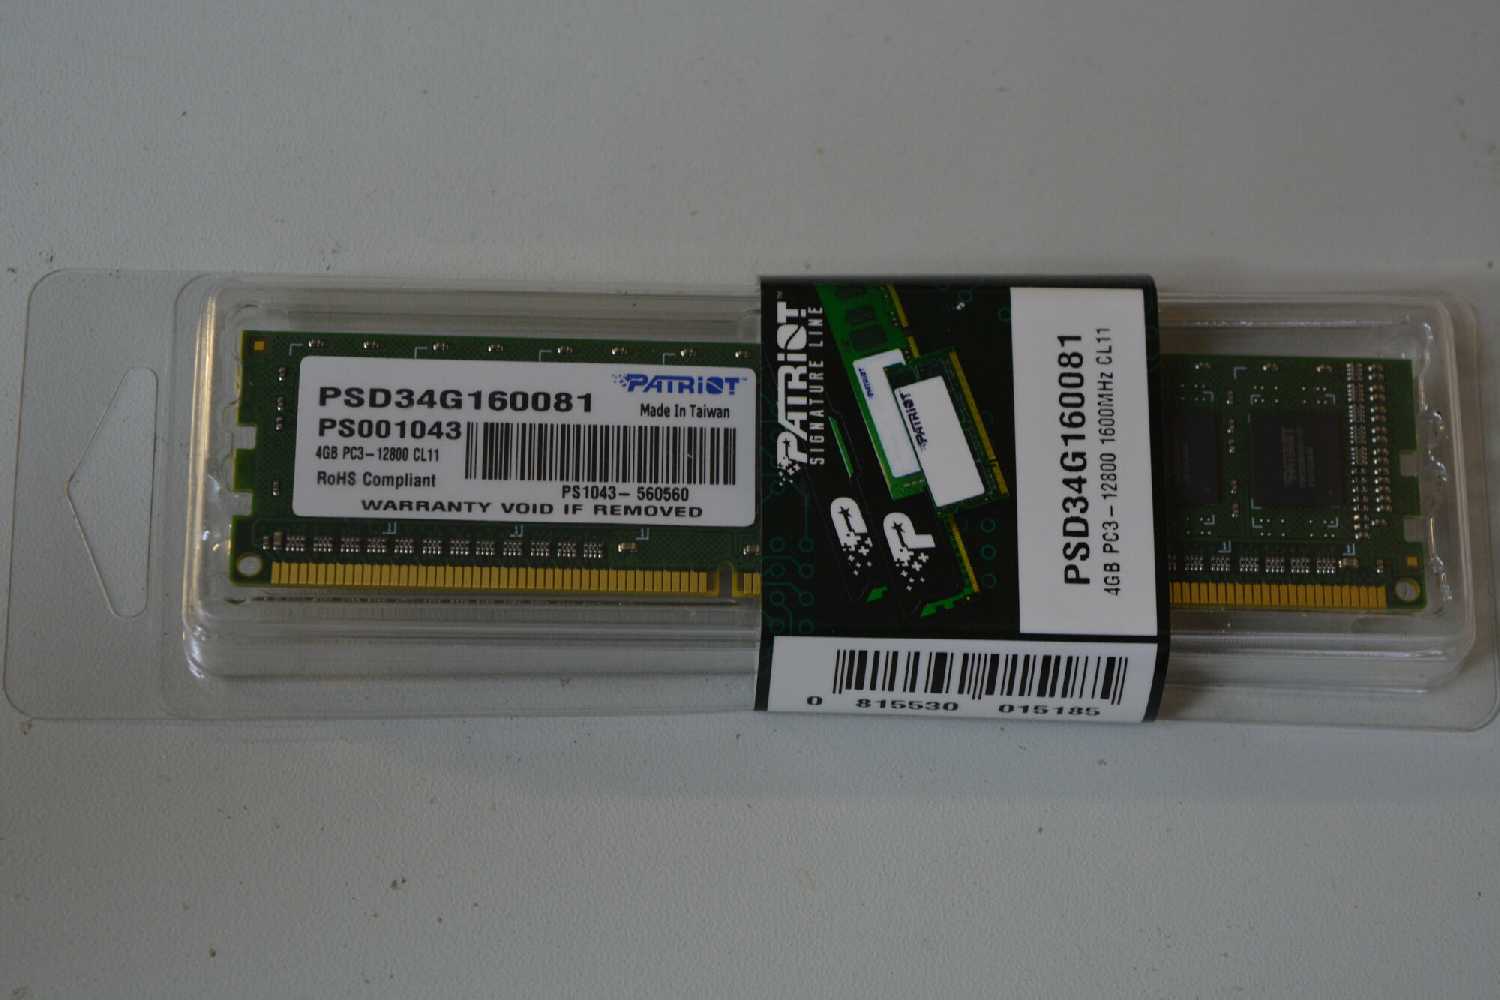 PATRiOT
PSD34G160081
Made In Taiwan
PS001043
4GB PC3-12800 CL11
RoHS Compliant
PS1043-560560
WARRANTY VOID IF REMOVED
PATRiOT™
SIGNATURE LINE
PATRiOT
PSD34G160081
4GB PC3-12800 1600MHz CL11
0 815530 015185